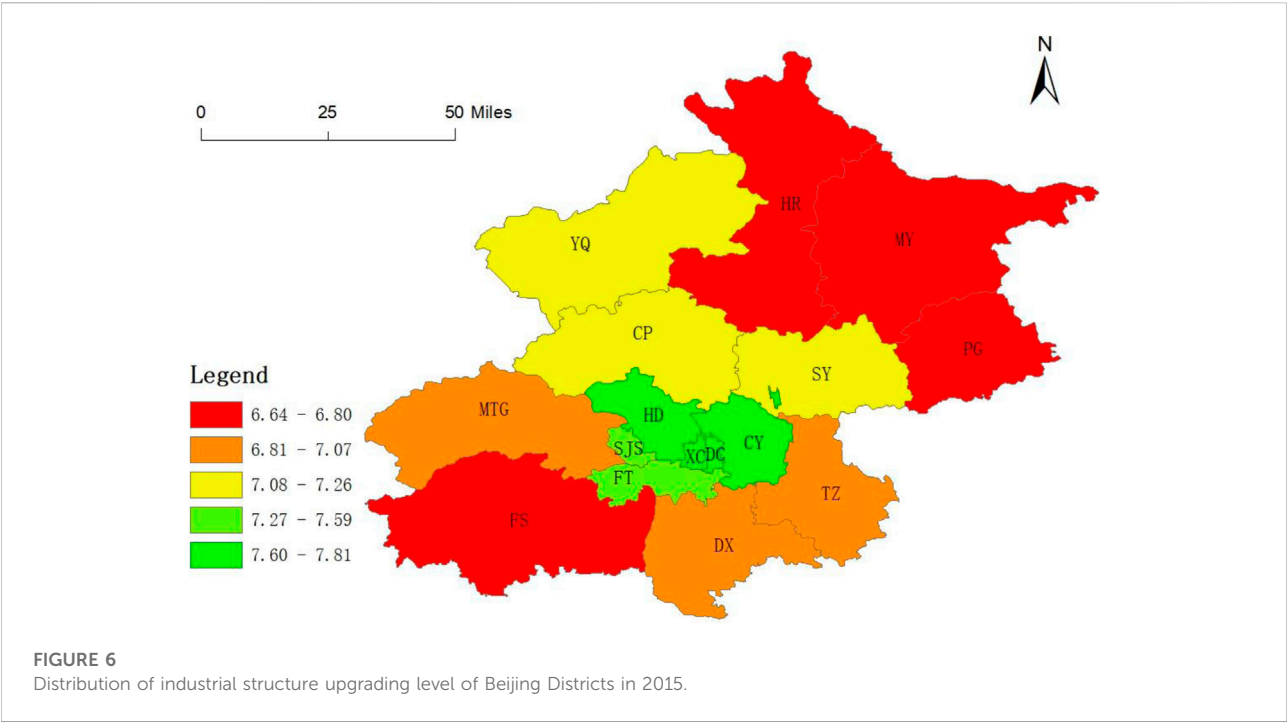 N
0 25 50 Miles
HR
MY
YQ
CP
PG
SY
Legend
6.64 - 6.80
6.81 - 7.07
7.08 - 7.26
7.27 - 7.59
7.60 - 7.81
MTG
HD
CY
SJS
XC DC
FT
TZ
FS
DX
FIGURE 6
Distribution of industrial structure upgrading level of Beijing Districts in 2015.